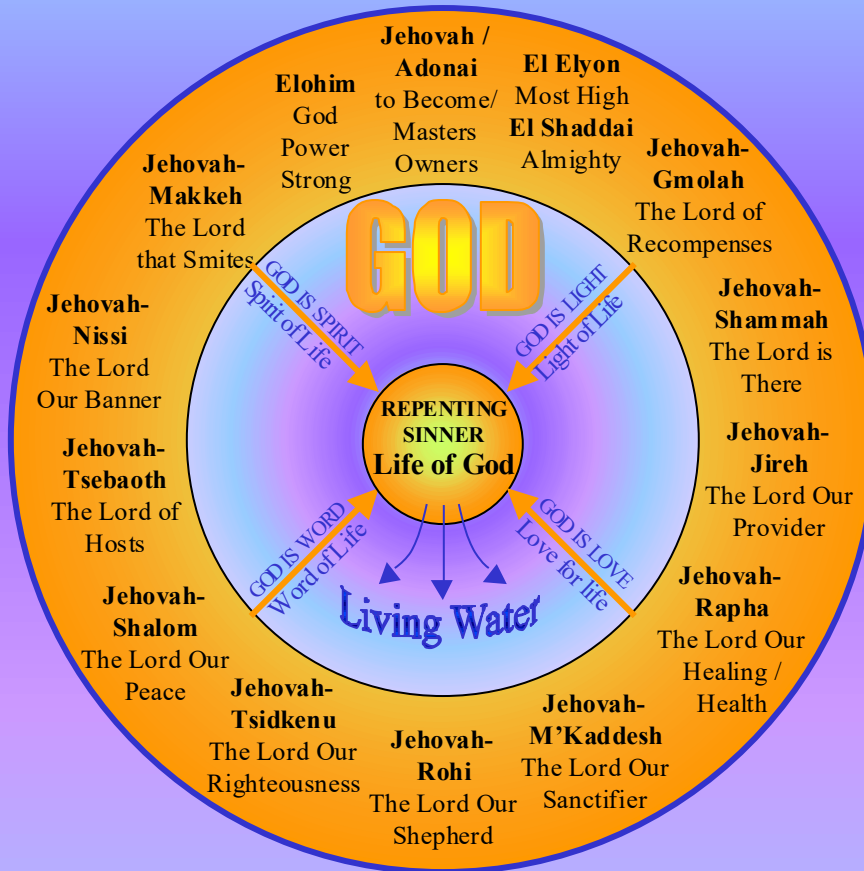 Jehovah /
Adonai
to Become/
Masters
Owners
El Elyon
Most High
El Shaddai
Almighty
Jehovah-
Gmolah
The Lord of
Recompenses
Jehovah-
Shammah
The Lord is
There
Jehovah-
Jireh
The Lord Our
Provider
Jehovah-
Rapha
The Lord Our
Healing /
Health
Jehovah-
M'Kaddesh
The Lord Our
Sanctifier
Jehovah-
Rohi
The Lord Our
Shepherd
Jehovah-
Tsidkenu
The Lord Our
Righteousness
Jehovah-
Shalom
The Lord Our
Peace
Jehovah-
Tsebaoth
The Lord of
Hosts
Jehovah-
Nissi
The Lord
Our Banner
Jehovah-
Makkeh
The Lord
that Smites
Elohim
God
Power
Strong
GOD
GOD IS SPIRIT
Spirit of Life
GOD IS LIGHT
Light of Life
REPENTING
SINNER
Life of God
GOD IS WORD
Word of Life
GOD IS LOVE
Love for life
Living Water